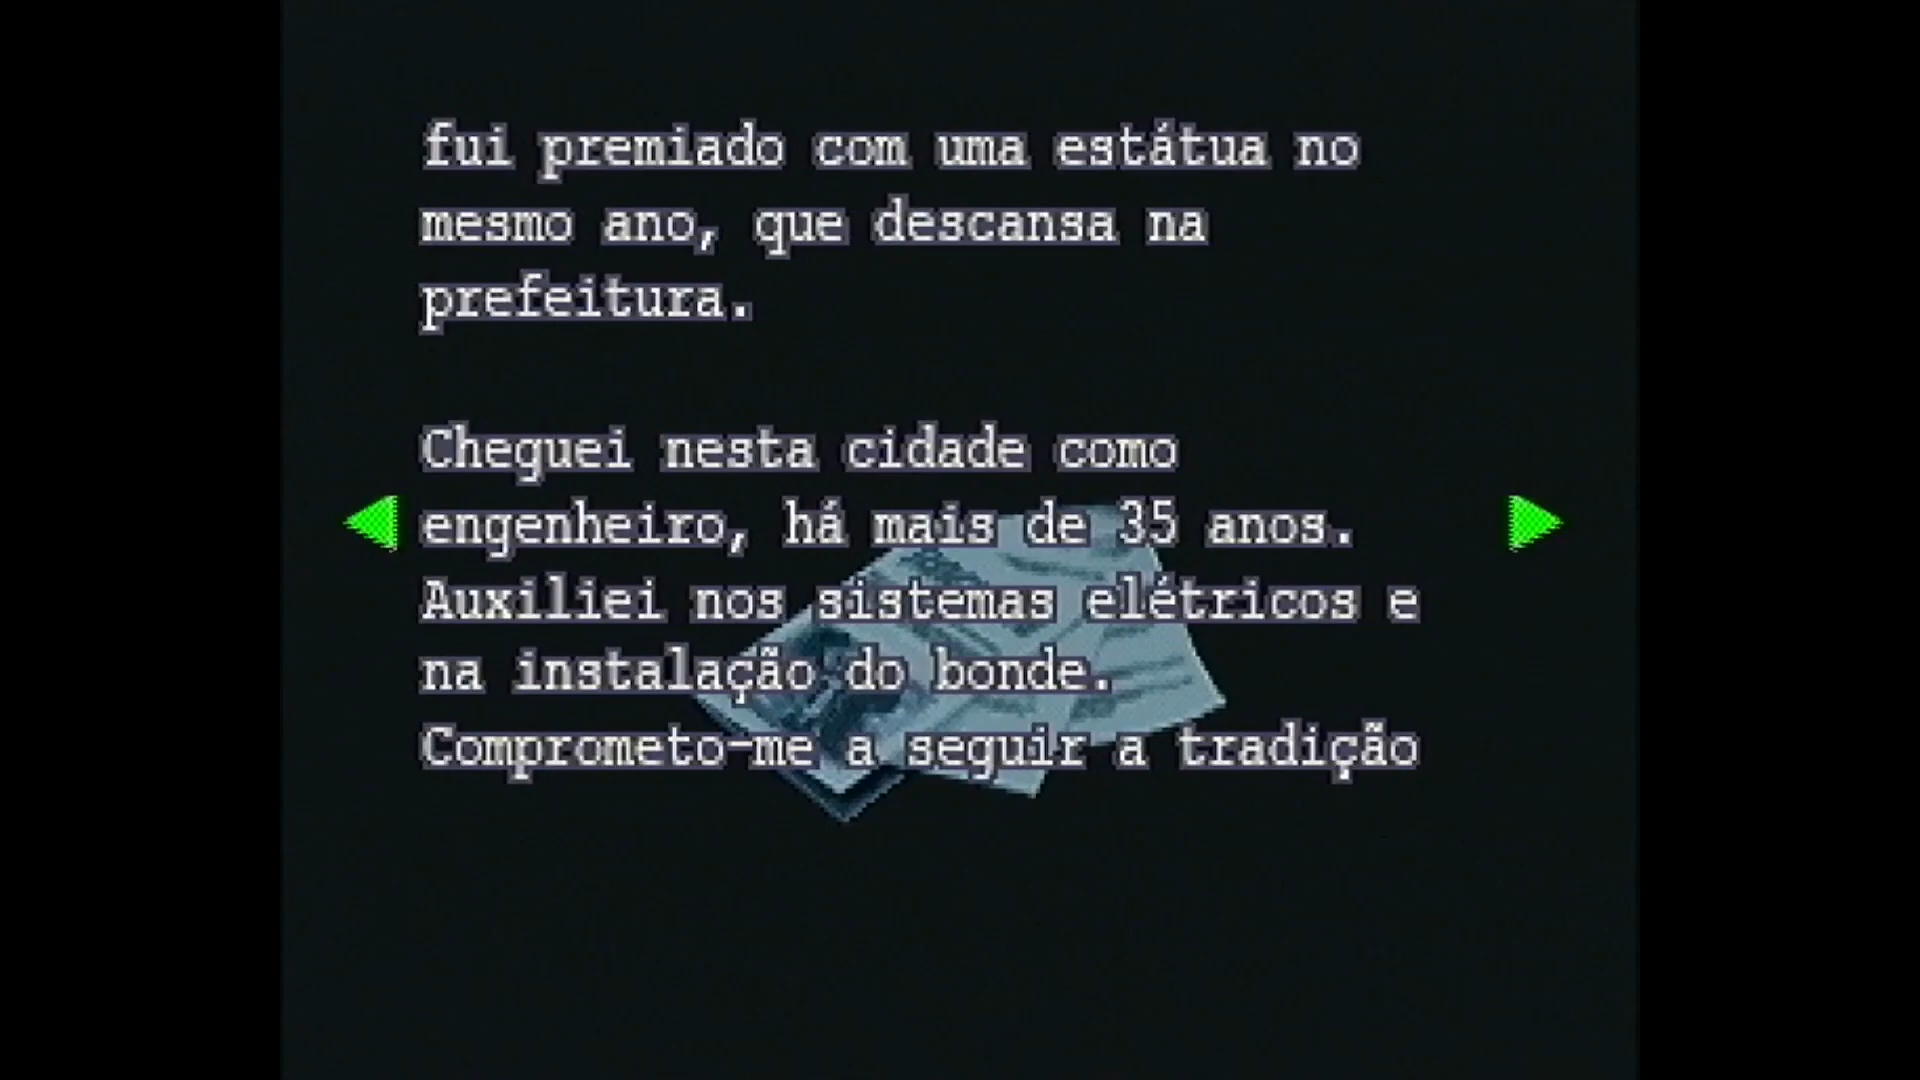 fui premiado com uma estátua no
mesmo ano, que descansa na
prefeitura.
Cheguei nesta cidade como
engenheiro, há mais de 35 anos.
Auxiliei nos sistemas elétricos e
na instalação do bonde.
Comprometo-me a seguir a tradição